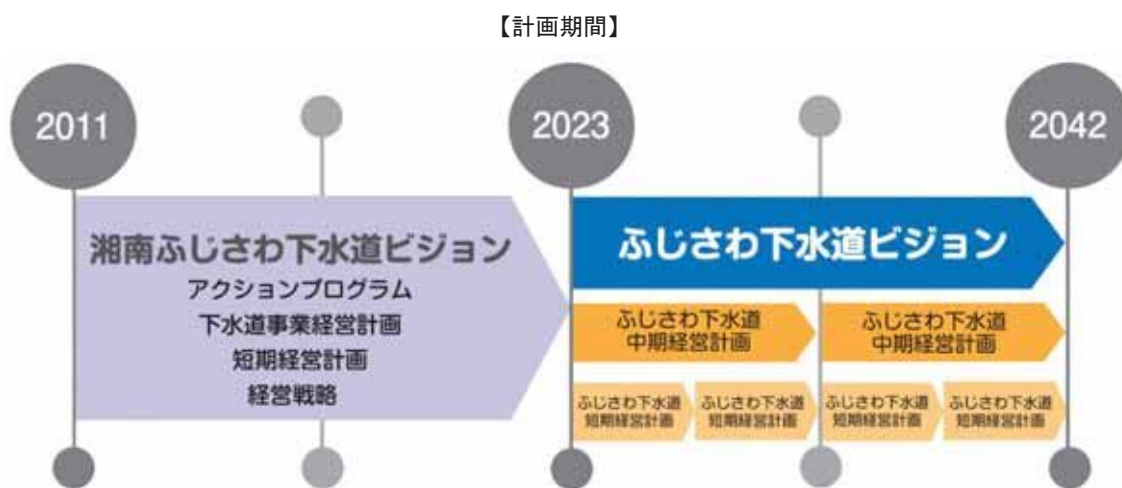 【計画期間】
2011
2023
2042
湘南ふじさわ下水道ビジョン
アクションプログラム
下水道事業経営計画
短期経営計画
経営戦略
ふじさわ下水道ビジョン
ふじさわ下水道
中期経営計画
ふじさわ下水道
中期経営計画
ふじさわ下水道
短期経営計画
ふじさわ下水道
短期経営計画
ふじさわ下水道
短期経営計画
ふじさわ下水道
短期経営計画